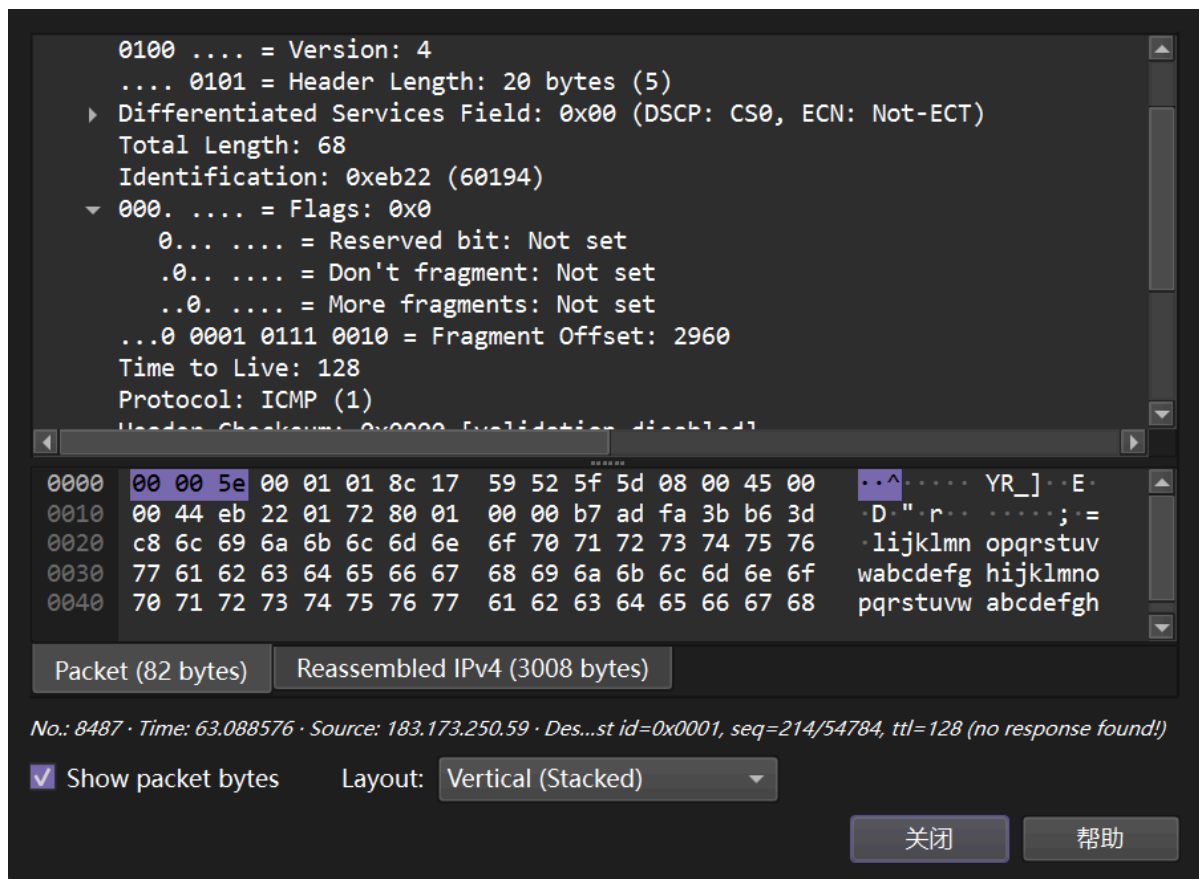 0100 .... = Version: 4
.... 0101 = Header Length: 20 bytes (5)
Differentiated Services Field: 0x00 (DSCP: CS0, ECN: Not-ECT)
Total Length: 68
Identification: 0xeb22 (60194)
000. .... = Flags: 0x0
0... .... = Reserved bit: Not set
.0.. .... = Don't fragment: Not set
..0. .... = More fragments: Not set
...0 0001 0111 0010 = Fragment Offset: 2960
Time to Live: 128
Protocol: ICMP (1)
Header Checksum: 0x0000 [validation disabled]
0000 00 00 5e 00 01 01 8c 17 59 52 5f 5d 08 00 45 00 ··^····· YR_]··E·
0010 00 44 eb 22 01 72 80 01 00 00 b7 ad fa 3b b6 3d ·D·"·r·· ·····;·=
0020 c8 6c 69 6a 6b 6c 6d 6e 6f 70 71 72 73 74 75 76 ·lijklmn opqrstuv
0030 77 61 62 63 64 65 66 67 68 69 6a 6b 6c 6d 6e 6f wabcdefg hijklmno
0040 70 71 72 73 74 75 76 77 61 62 63 64 65 66 67 68 pqrstuvw abcdefgh
Packet (82 bytes) Reassembled IPv4 (3008 bytes)
No.: 8487 · Time: 63.088576 · Source: 183.173.250.59 · Des...st id=0x0001, seq=214/54784, ttl=128 (no response found!)
Show packet bytes Layout: Vertical (Stacked)
关闭 帮助